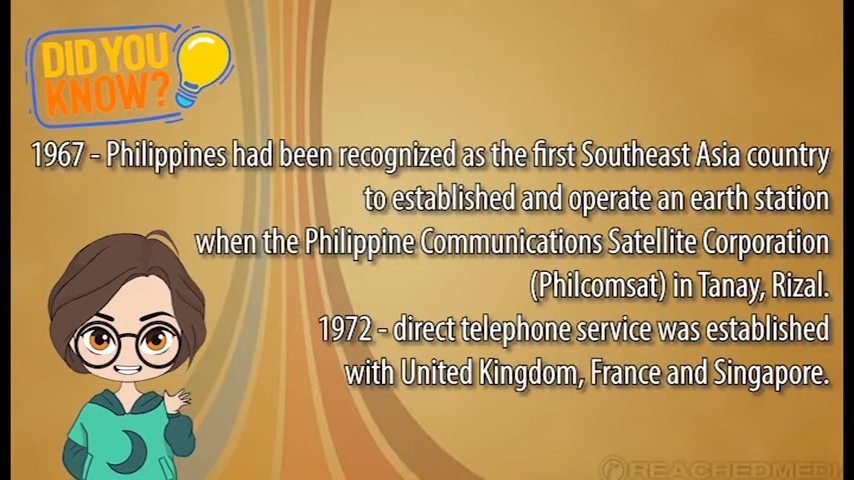 DID YOU
KNOW?
1967 - Philippines had been recognized as the first Southeast Asia country
to established and operate an earth station
when the Philippine Communications Satellite Corporation
(Philcomsat) in Tanay, Rizal.
1972 - direct telephone service was established
with United Kingdom, France and Singapore.
REACHEDMEDIA